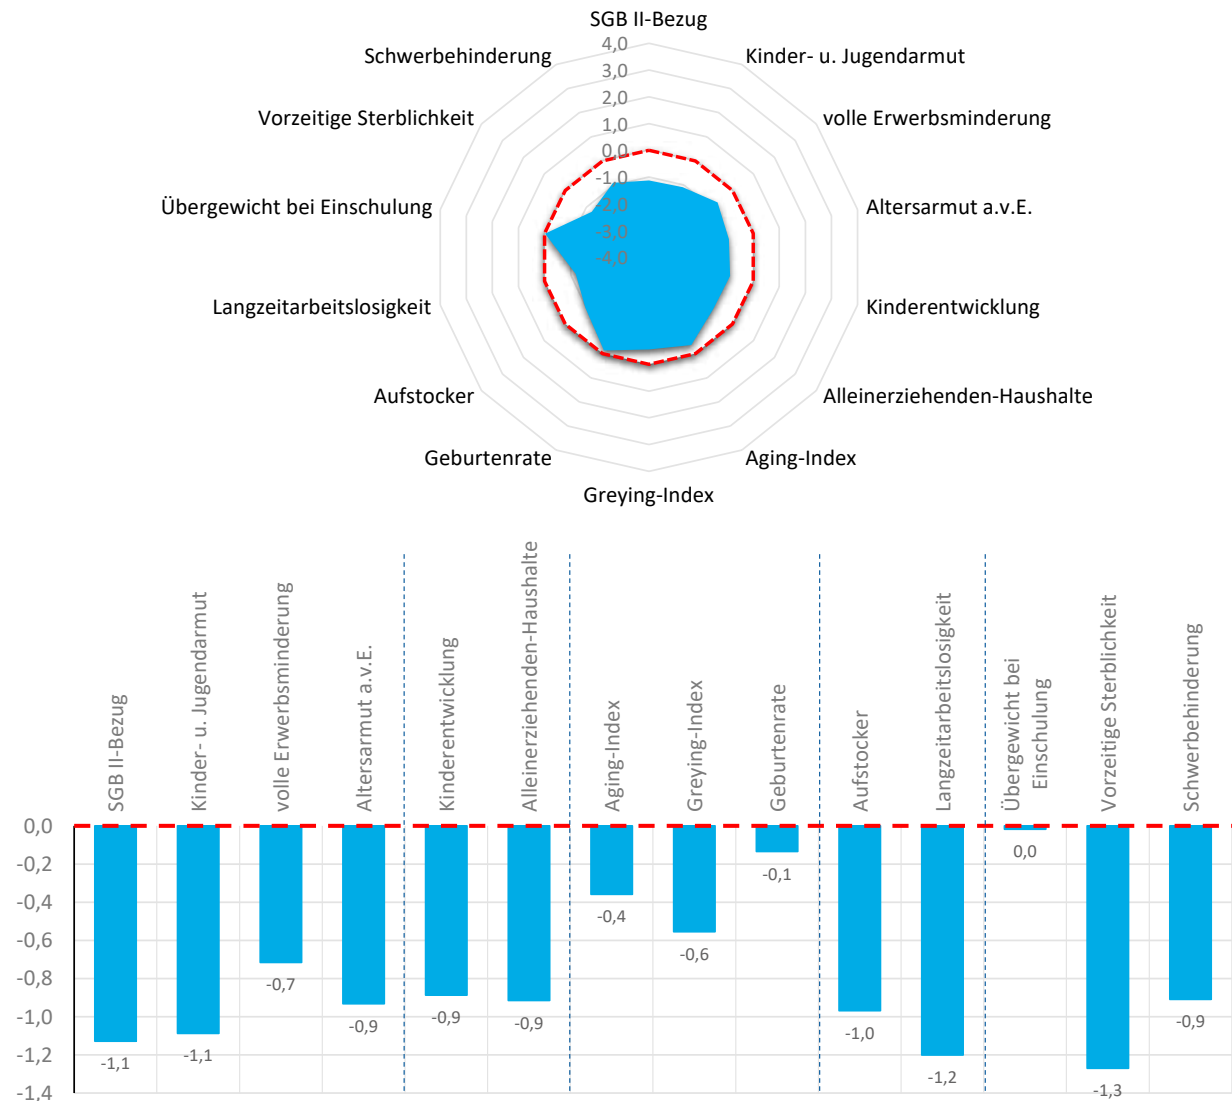 SGB II-Bezug
Kinder- u. Jugendarmut
volle Erwerbsminderung
Altersarmut a.v.E.
Kinderentwicklung
Alleinerziehenden-Haushalte
Aging-Index
Greying-Index
Geburtenrate
Aufstocker
Langzeitarbeitslosigkeit
Übergewicht bei Einschulung
Vorzeitige Sterblichkeit
Schwerbehinderung
4,0
3,0
2,0
1,0
0,0
-1,0
-2,0
-3,0
-4,0
SGB II-Bezug
Kinder- u. Jugendarmut
volle Erwerbsminderung
Altersarmut a.v.E.
Kinderentwicklung
Alleinerziehenden-Haushalte
Aging-Index
Greying-Index
Geburtenrate
Aufstocker
Langzeitarbeitslosigkeit
Übergewicht bei
Einschulung
Vorzeitige Sterblichkeit
Schwerbehinderung
0,0
-0,2
-0,4
-0,6
-0,8
-1,0
-1,2
-1,4
-1,1
-1,1
-0,7
-0,9
-0,9
-0,9
-0,4
-0,6
-0,1
-1,0
-1,2
0,0
-1,3
-0,9